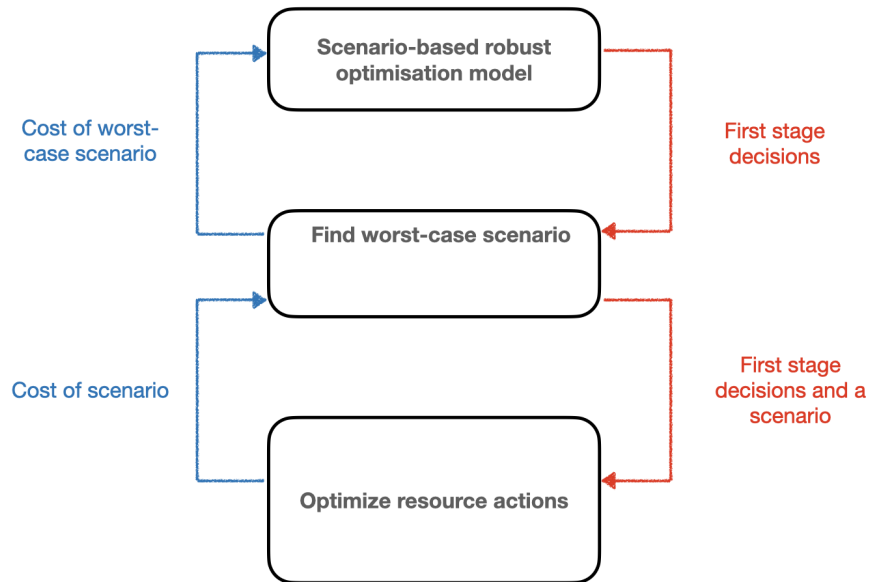 Scenario-based robust
optimisation model
Cost of worst-
case scenario
First stage
decisions
Find worst-case scenario
Cost of scenario
First stage
decisions and a
scenario
Optimize resource actions